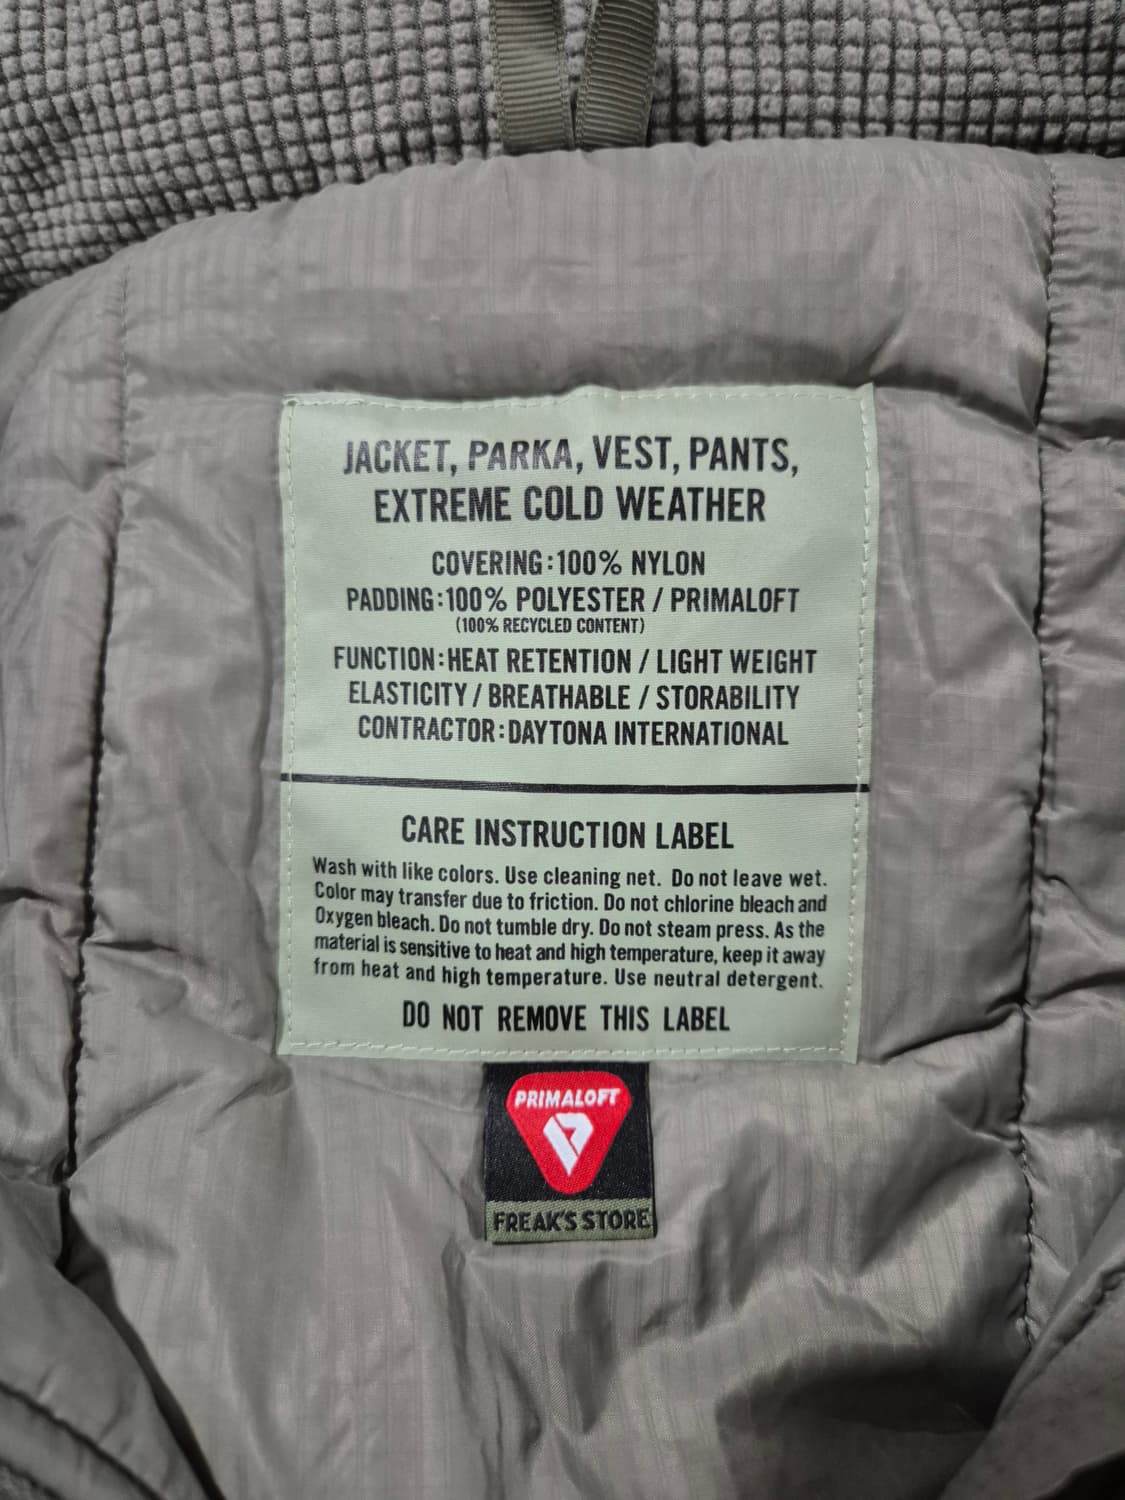 JACKET, PARKA, VEST, PANTS,
EXTREME COLD WEATHER
COVERING:100% NYLON
PADDING:100% POLYESTER / PRIMALOFT
(100% RECYCLED CONTENT)
FUNCTION:HEAT RETENTION / LIGHT WEIGHT
ELASTICITY / BREATHABLE / STORABILITY
CONTRACTOR:DAYTONA INTERNATIONAL
CARE INSTRUCTION LABEL
Wash with like colors. Use cleaning net. Do not leave wet.
Color may transfer due to friction. Do not chlorine bleach and
Oxygen bleach. Do not tumble dry. Do not steam press. As the
material is sensitive to heat and high temperature, keep it away
from heat and high temperature. Use neutral detergent.
DO NOT REMOVE THIS LABEL
PRIMALOFT
FREAK'S STORE